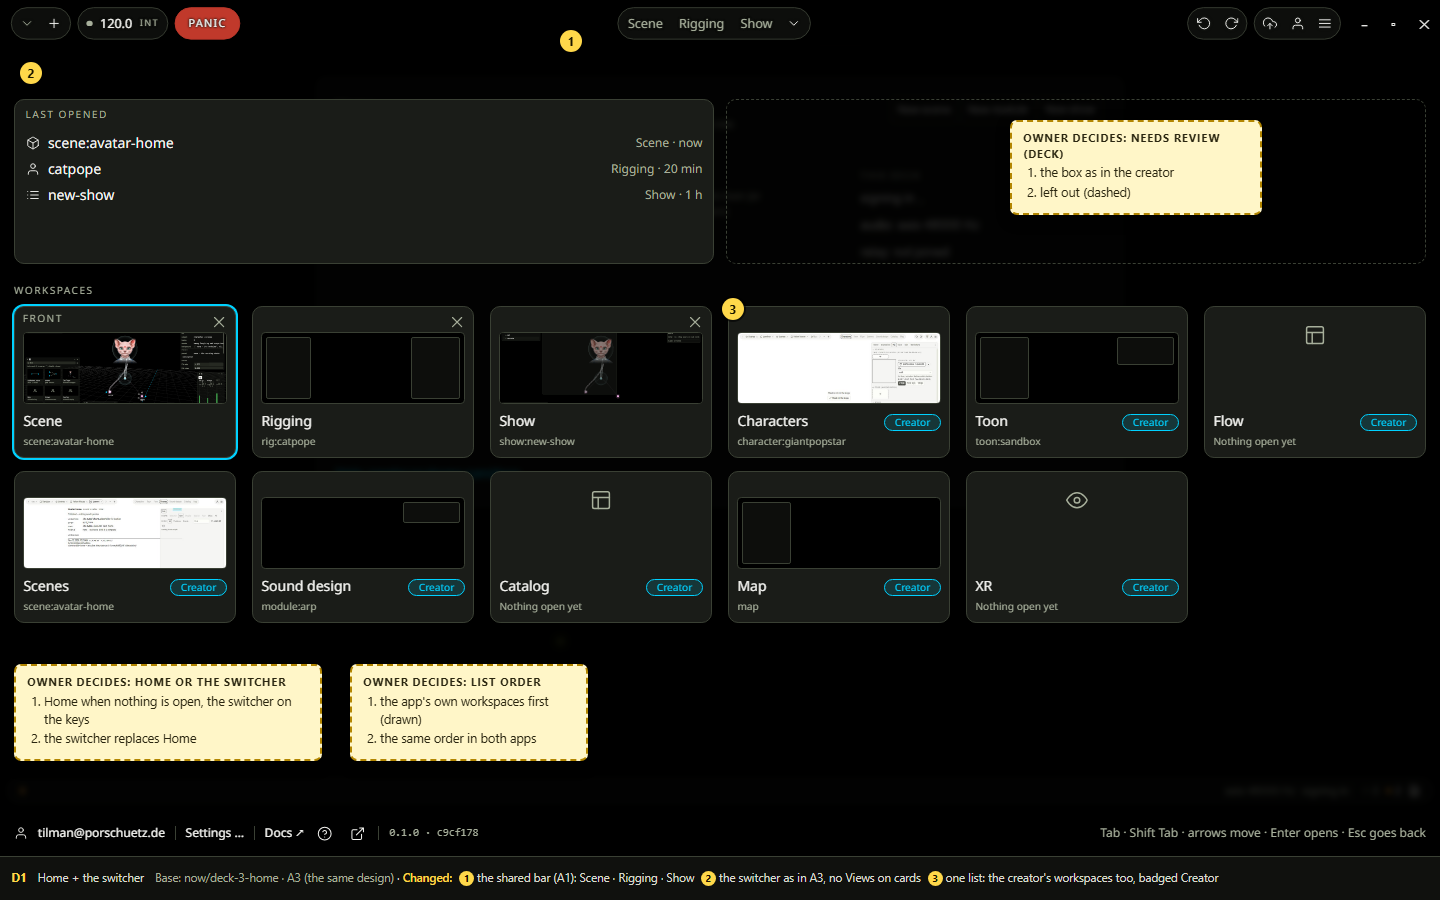 120.0 INT
PANIC
Scene Rigging Show
1
2
LAST OPENED
scene:avatar-home Scene · now
catpope Rigging · 20 min
new-show Show · 1 h
OWNER DECIDES: NEEDS REVIEW
(DECK)
1. the box as in the creator
2. left out (dashed)
WORKSPACES
FRONT
3
Scene
scene:avatar-home
Rigging
rig:catpope
Show
show:new-show
Characters Creator
character:giantpopstar
Toon Creator
toon:sandbox
Flow Creator
Nothing open yet
Scenes Creator
scene:avatar-home
Sound design Creator
module:arp
Catalog Creator
Nothing open yet
Map Creator
map
XR Creator
Nothing open yet
OWNER DECIDES: HOME OR THE SWITCHER
1. Home when nothing is open, the switcher on
the keys
2. the switcher replaces Home
OWNER DECIDES: LIST ORDER
1. the app's own workspaces first
(drawn)
2. the same order in both apps
tilman@porschuetz.de Settings ... Docs ↗ 0.1.0 · c9cf178
Tab · Shift Tab · arrows move · Enter opens · Esc goes back
D1 Home + the switcher Base: now/deck-3-home · A3 (the same design) · Changed: 1 the shared bar (A1): Scene · Rigging · Show 2 the switcher as in A3, no Views on cards 3 one list: the creator's workspaces too, badged Creator